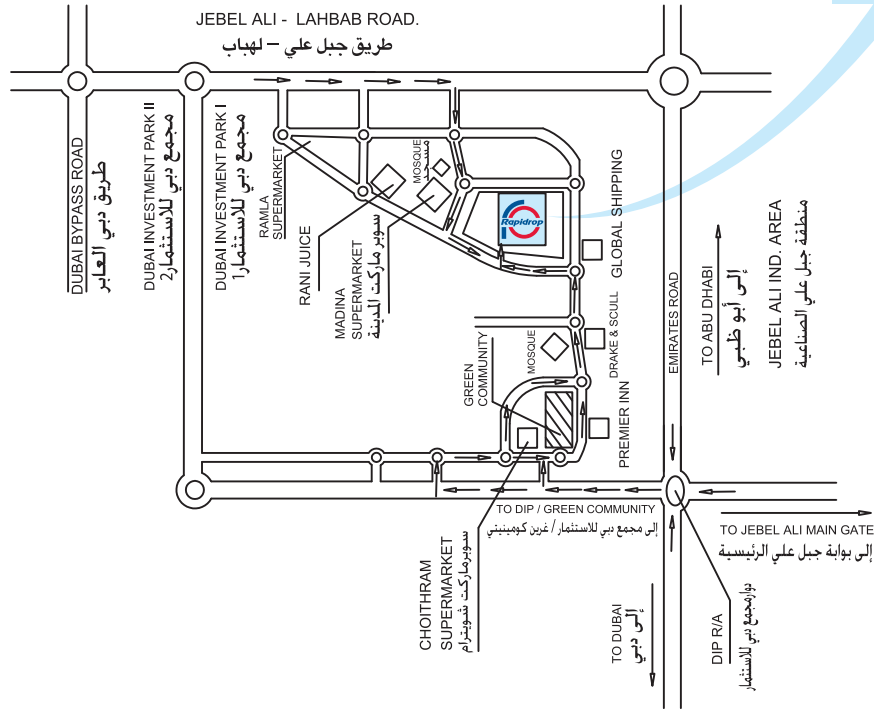 JEBEL ALI - LAHBAB ROAD.
طريق جبل علي – لهباب
DUBAI BYPASS ROAD
طريق دبي العابر
DUBAI INVESTMENT PARK II
مجمع دبي للاستثمار2
DUBAI INVESTMENT PARK I
مجمع دبي للاستثمار1
RAMLA
SUPERMARKET
RANI JUICE
MADINA
SUPERMARKET
سوبر ماركت المدينة
MOSQUE
مسجد
Rapidrop
GLOBAL SHIPPING
DRAKE & SCULL
MOSQUE
GREEN
COMMUNITY
PREMIER INN
EMIRATES ROAD
TO ABU DHABI
إلى أبو ظبي
JEBEL ALI IND. AREA
منطقة جبل علي الصناعية
TO DIP / GREEN COMMUNITY
إلى مجمع دبي للاستثمار / غرين كومينيتي
TO JEBEL ALI MAIN GATE
إلى بوابة جبل علي الرئيسية
CHOITHRAM
SUPERMARKET
سوبرماركت شويترام
TO DUBAI
إلى دبي
DIP R/A
دوار مجمع دبي للاستثمار